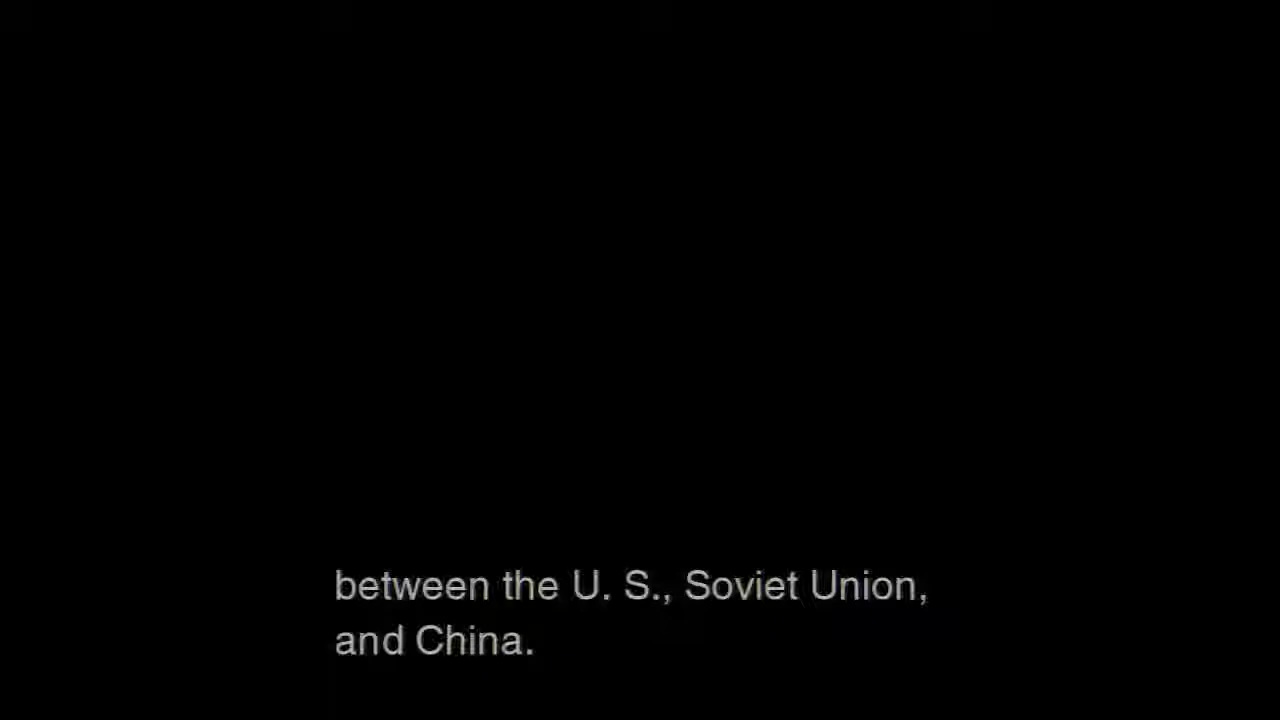 between the U. S., Soviet Union,
and China.